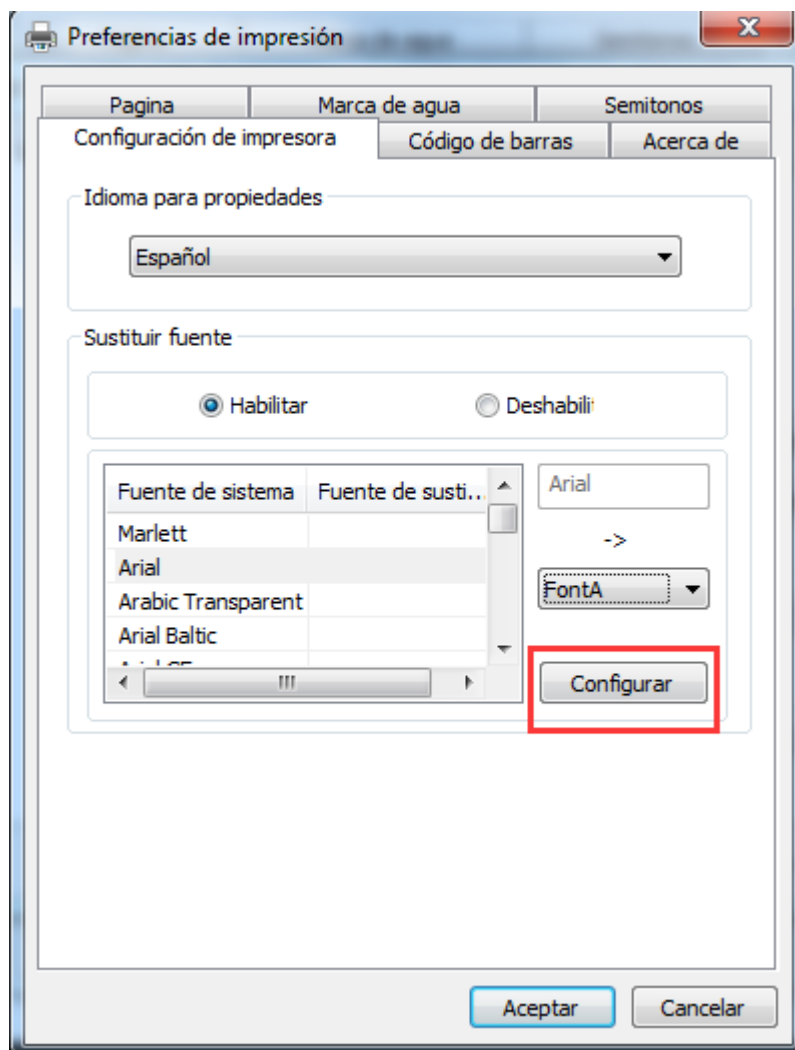 Preferencias de impresión
Pagina Marca de agua Semitonos
Configuración de impresora Código de barras Acerca de
Idioma para propiedades
Español
Sustituir fuente
Habilitar Deshabili
Fuente de sistema Fuente de susti...
Marlett
Arial
Arabic Transparent
Arial Baltic
Arial
->
FontA
Configurar
Aceptar Cancelar